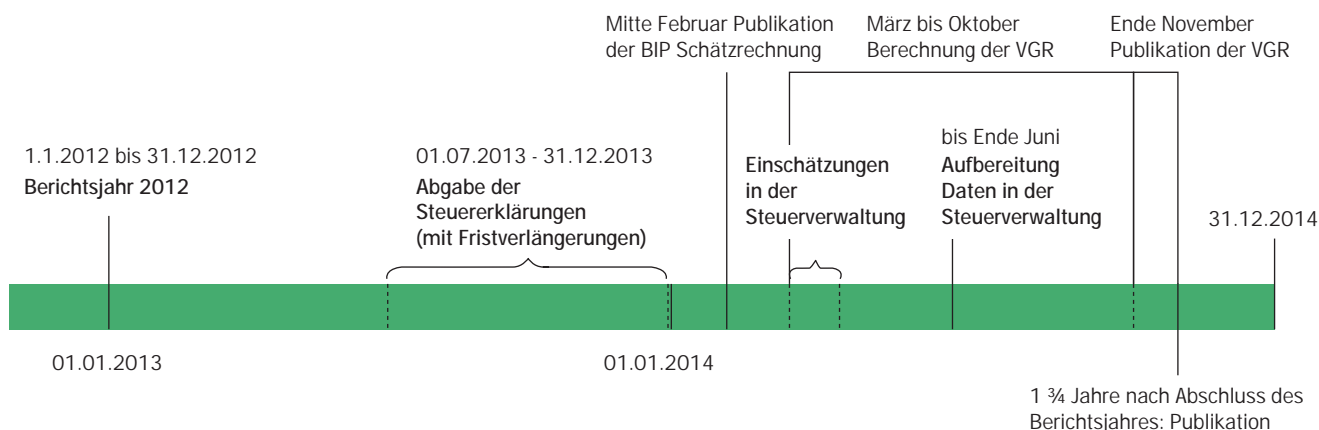 Mitte Februar Publikation
der BIP Schätzrechnung
März bis Oktober
Berechnung der VGR
Ende November
Publikation der VGR
1.1.2012 bis 31.12.2012
Berichtsjahr 2012
01.07.2013 - 31.12.2013
Abgabe der
Steuererklärungen
(mit Fristverlängerungen)
Einschätzungen
in der
Steuerverwaltung
bis Ende Juni
Aufbereitung
Daten in der
Steuerverwaltung
31.12.2014
01.01.2013
01.01.2014
1 ¾ Jahre nach Abschluss des
Berichtsjahres: Publikation